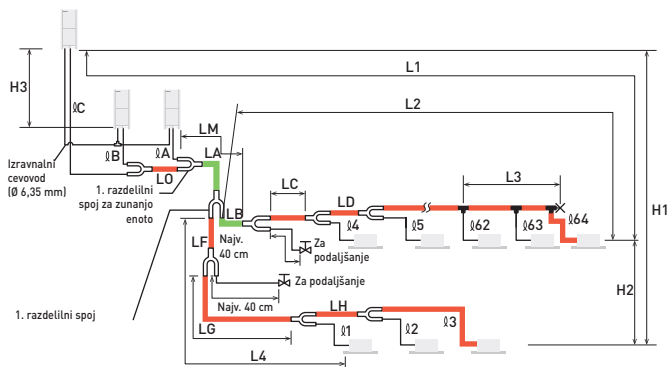 H3
L1
L2
ℓC
LM
ℓB
ℓA
LA
Izravnalni
cevovod
(Ø 6,35 mm)
LO
1. razdelilni
spoj za zunanjo
enoto
LC
LD
L3
LB
ℓ4
ℓ5
ℓ62
ℓ63
ℓ64
H1
LF
Najv.
40 cm
Za
podaljšanje
Za podaljšanje
Najv. 40 cm
H2
1. razdelilni spoj
LG
LH
ℓ1
ℓ2
ℓ3
L4